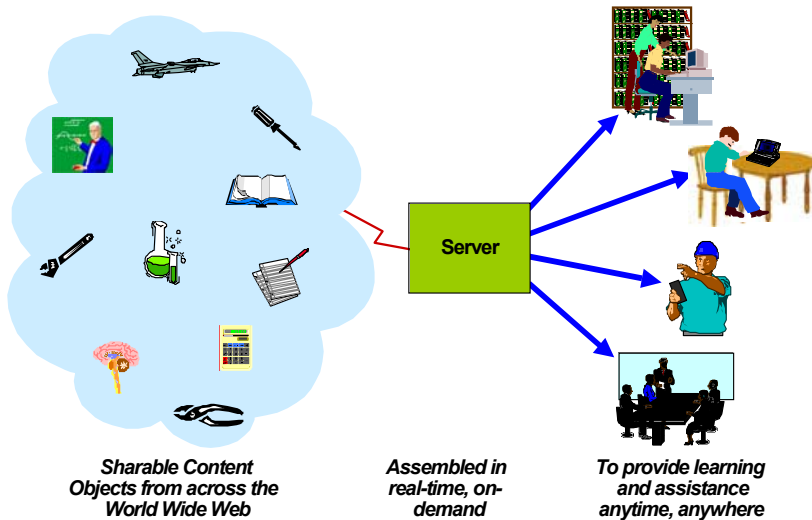 Server
Sharable Content
Objects from across the
World Wide Web
Assembled in
real-time, on-
demand
To provide learning
and assistance
anytime, anywhere